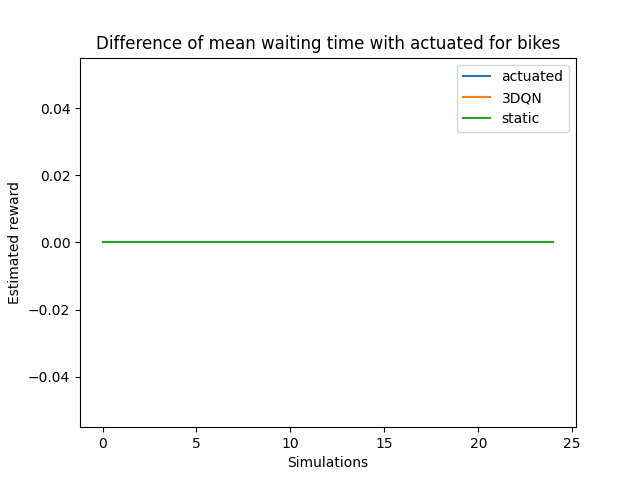 Difference of mean waiting time with actuated for bikes
actuated
3DQN
static
0.04
0.02
0.00
−0.02
−0.04
Estimated reward
0 5 10 15 20 25
Simulations